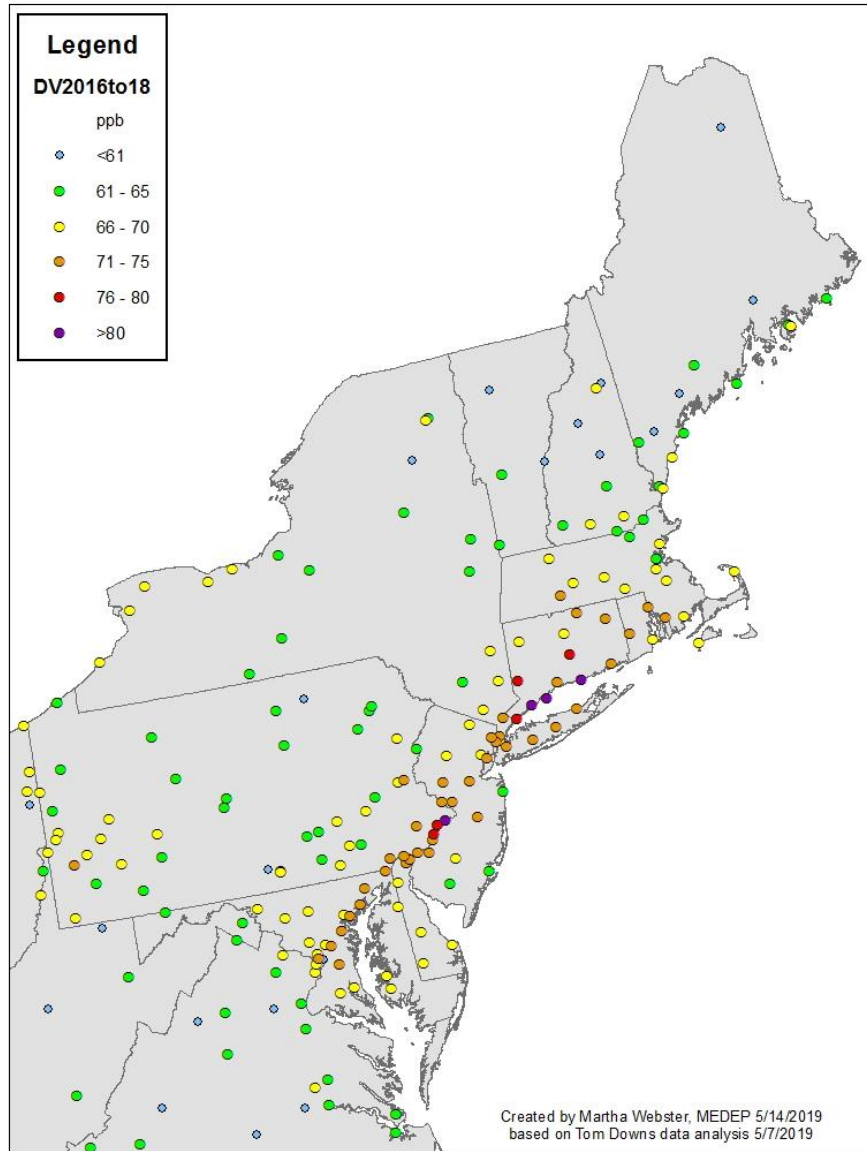 Legend
DV2016to18
ppb
<61
61 - 65
66 - 70
71 - 75
76 - 80
>80
Created by Martha Webster, MEDEP 5/14/2019
based on Tom Downs data analysis 5/7/2019